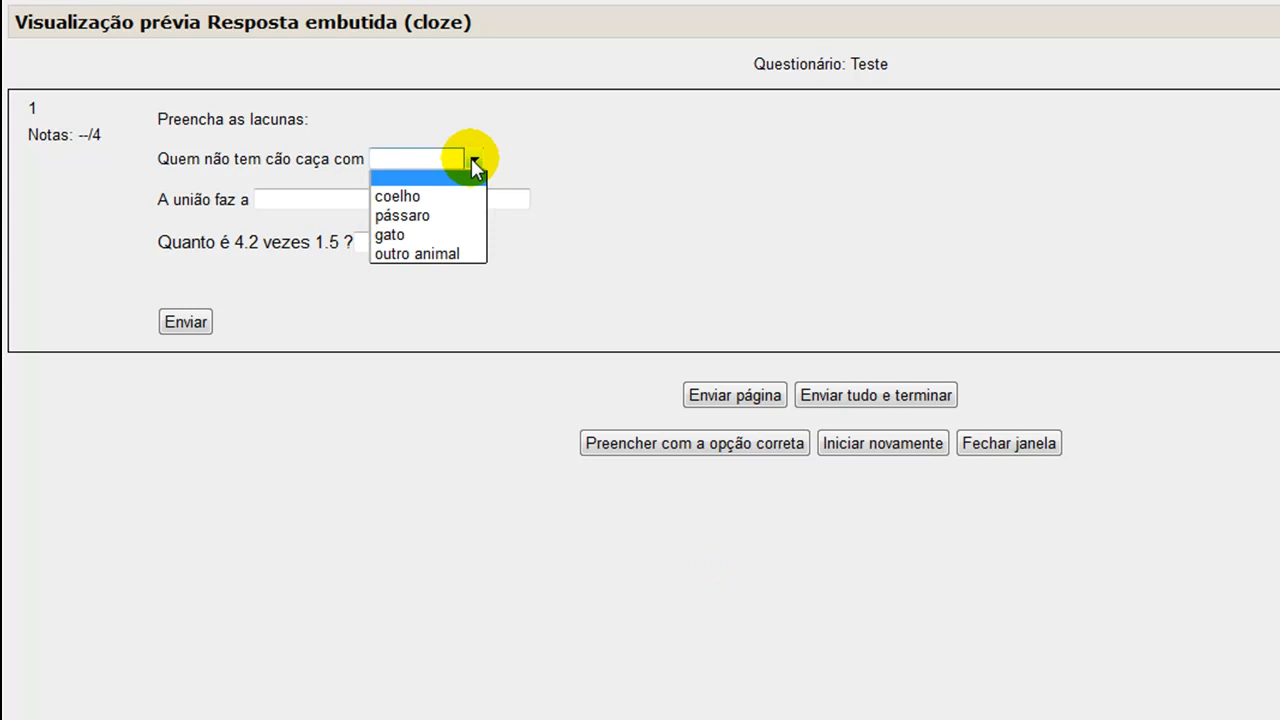 Visualização prévia Resposta embutida (cloze)
Questionário: Teste
1
Notas: --/4
Preencha as lacunas:
Quem não tem cão caça com
coelho
pássaro
gato
outro animal
A união faz a
Quanto é 4.2 vezes 1.5 ?
Enviar
Enviar página Enviar tudo e terminar
Preencher com a opção correta Iniciar novamente Fechar janela